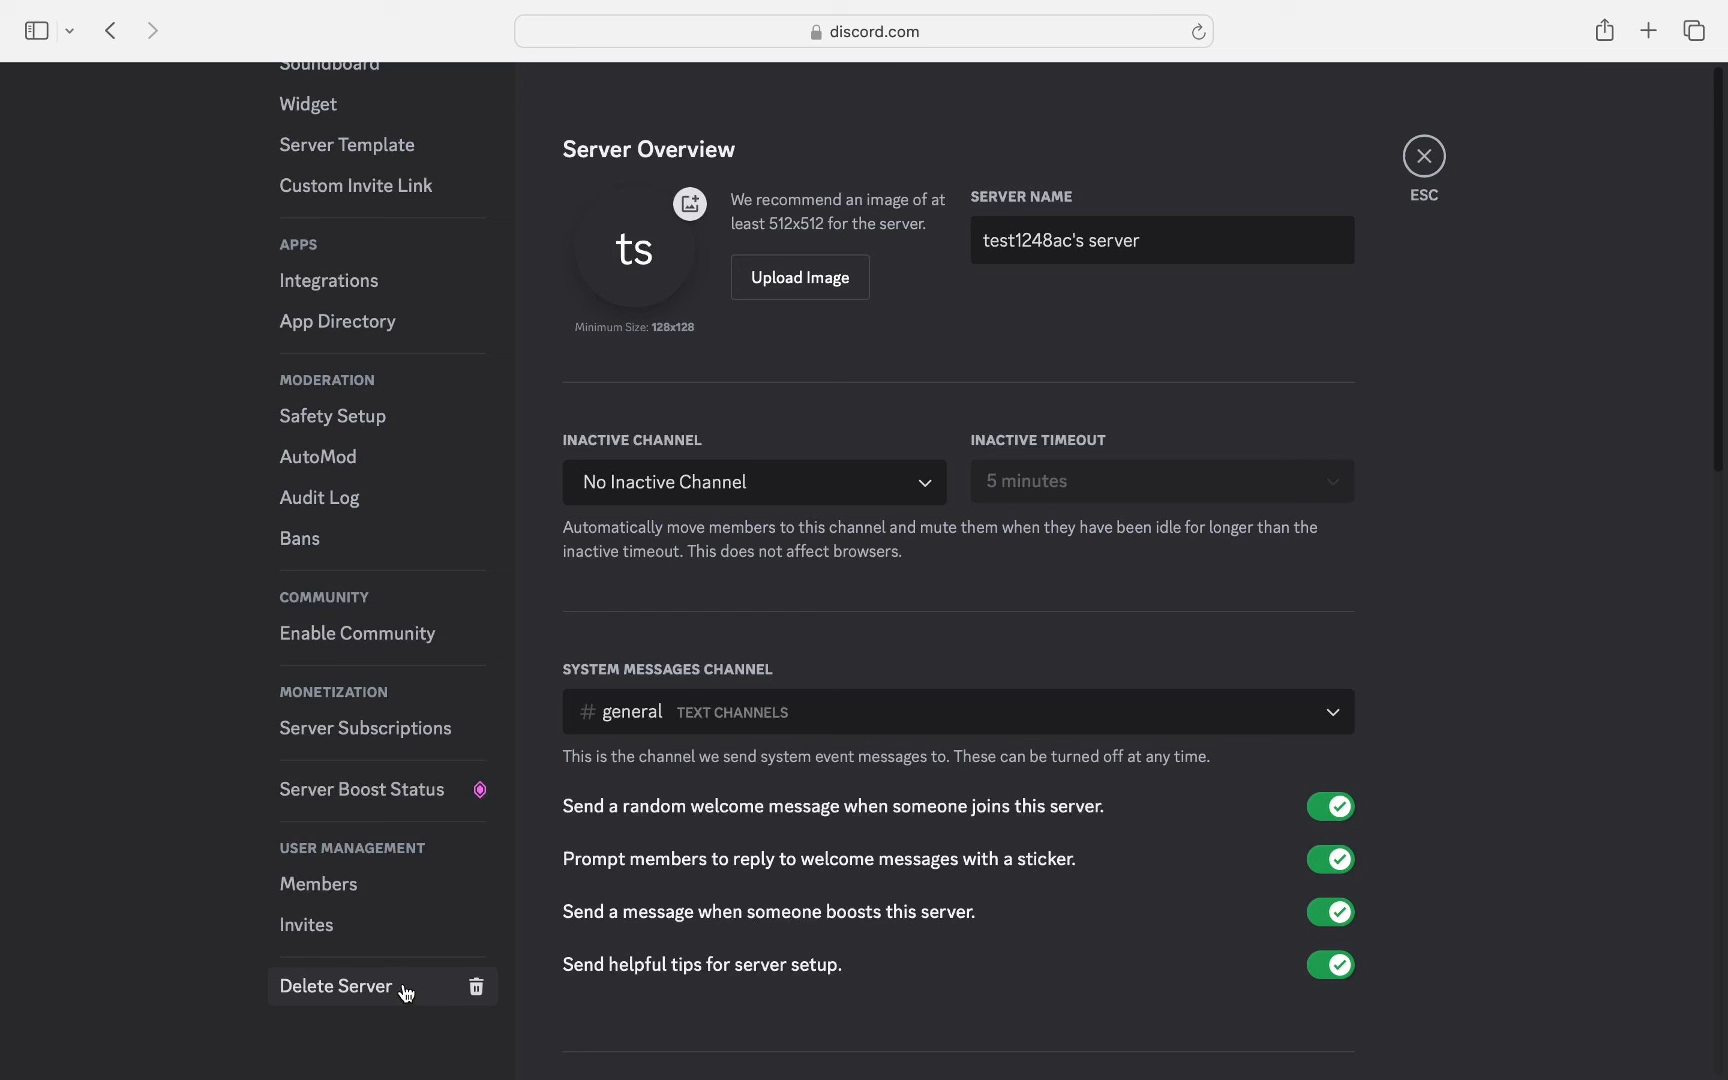 discord.com
Soundboard
Widget
Server Template
Custom Invite Link
APPS
Integrations
App Directory
MODERATION
Safety Setup
AutoMod
Audit Log
Bans
COMMUNITY
Enable Community
MONETIZATION
Server Subscriptions
Server Boost Status
USER MANAGEMENT
Members
Invites
Delete Server
Server Overview
ts
Minimum Size: 128x128
We recommend an image of at
least 512x512 for the server.
Upload Image
SERVER NAME
test1248ac's server
ESC
INACTIVE CHANNEL
No Inactive Channel
INACTIVE TIMEOUT
5 minutes
Automatically move members to this channel and mute them when they have been idle for longer than the
inactive timeout. This does not affect browsers.
SYSTEM MESSAGES CHANNEL
# general TEXT CHANNELS
This is the channel we send system event messages to. These can be turned off at any time.
Send a random welcome message when someone joins this server.
Prompt members to reply to welcome messages with a sticker.
Send a message when someone boosts this server.
Send helpful tips for server setup.